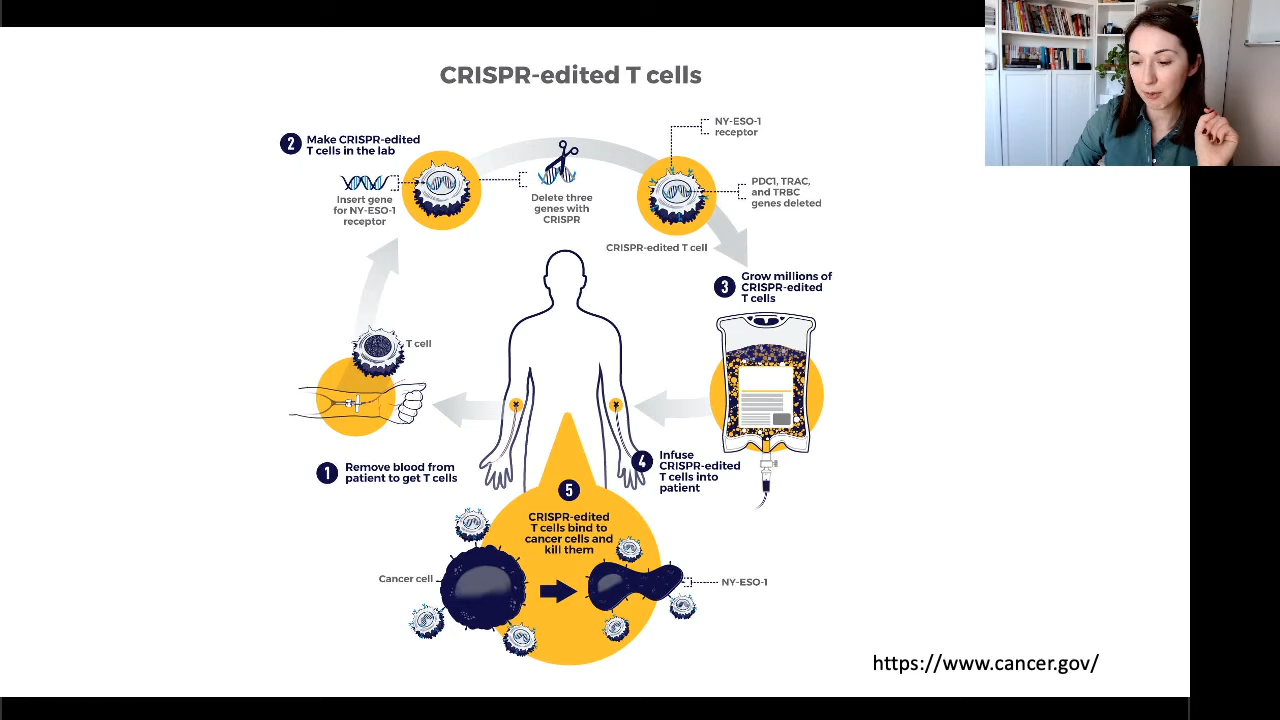 CRISPR-edited T cells
2
Make CRISPR-edited
T cells in the lab
Insert gene
for NY-ESO-1
receptor
Delete three
genes with
CRISPR
NY-ESO-1
receptor
PDC1, TRAC,
and TRBC
genes deleted
CRISPR-edited T cell
3
Grow millions of
CRISPR-edited
T cells
T cell
1
Remove blood from
patient to get T cells
4
Infuse
CRISPR-edited
T cells into
patient
5
CRISPR-edited
T cells bind to
cancer cells and
kill them
Cancer cell
NY-ESO-1
https://www.cancer.gov/